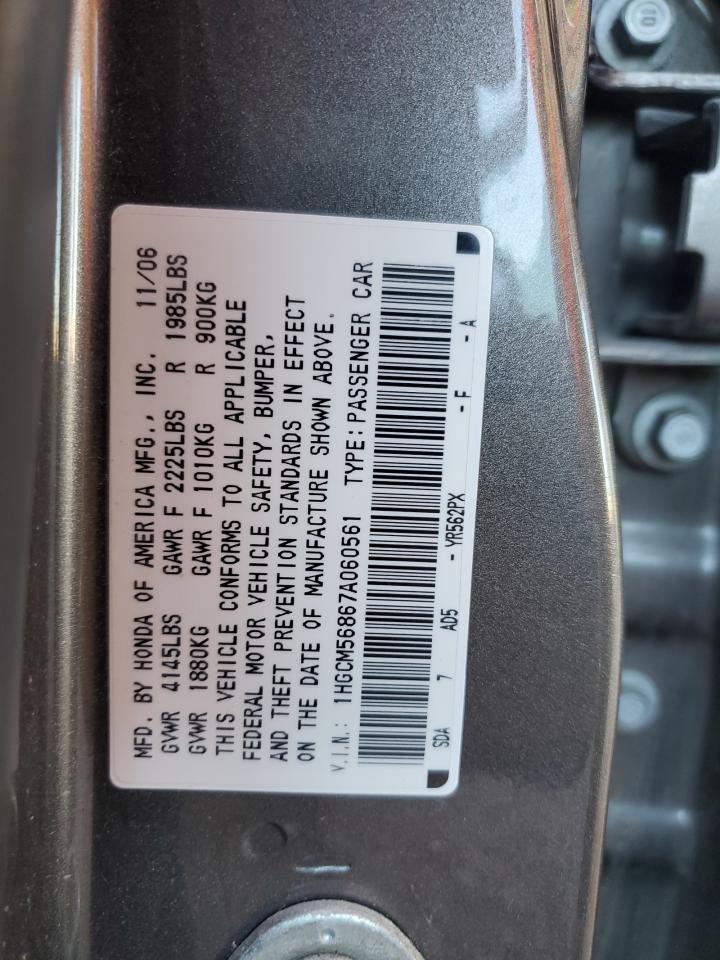 MFD. BY HONDA OF AMERICA MFG., INC. 11/06
GVWR 4145LBS GAWR F 2225LBS R 1985LBS
GVWR 1880KG GAWR F 1010KG R 900KG
THIS VEHICLE CONFORMS TO ALL APPLICABLE
FEDERAL MOTOR VEHICLE SAFETY, BUMPER,
AND THEFT PREVENTION STANDARDS IN EFFECT
ON THE DATE OF MANUFACTURE SHOWN ABOVE.
V.I.N.: 1HGCM56867A060561 TYPE: PASSENGER CAR
SDA 7 AD5 - YR562PX - F - A
10
7